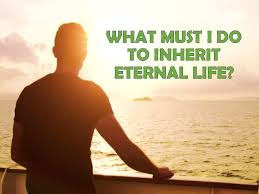 WHAT MUST I DO
TO INHERIT
ETERNAL LIFE?